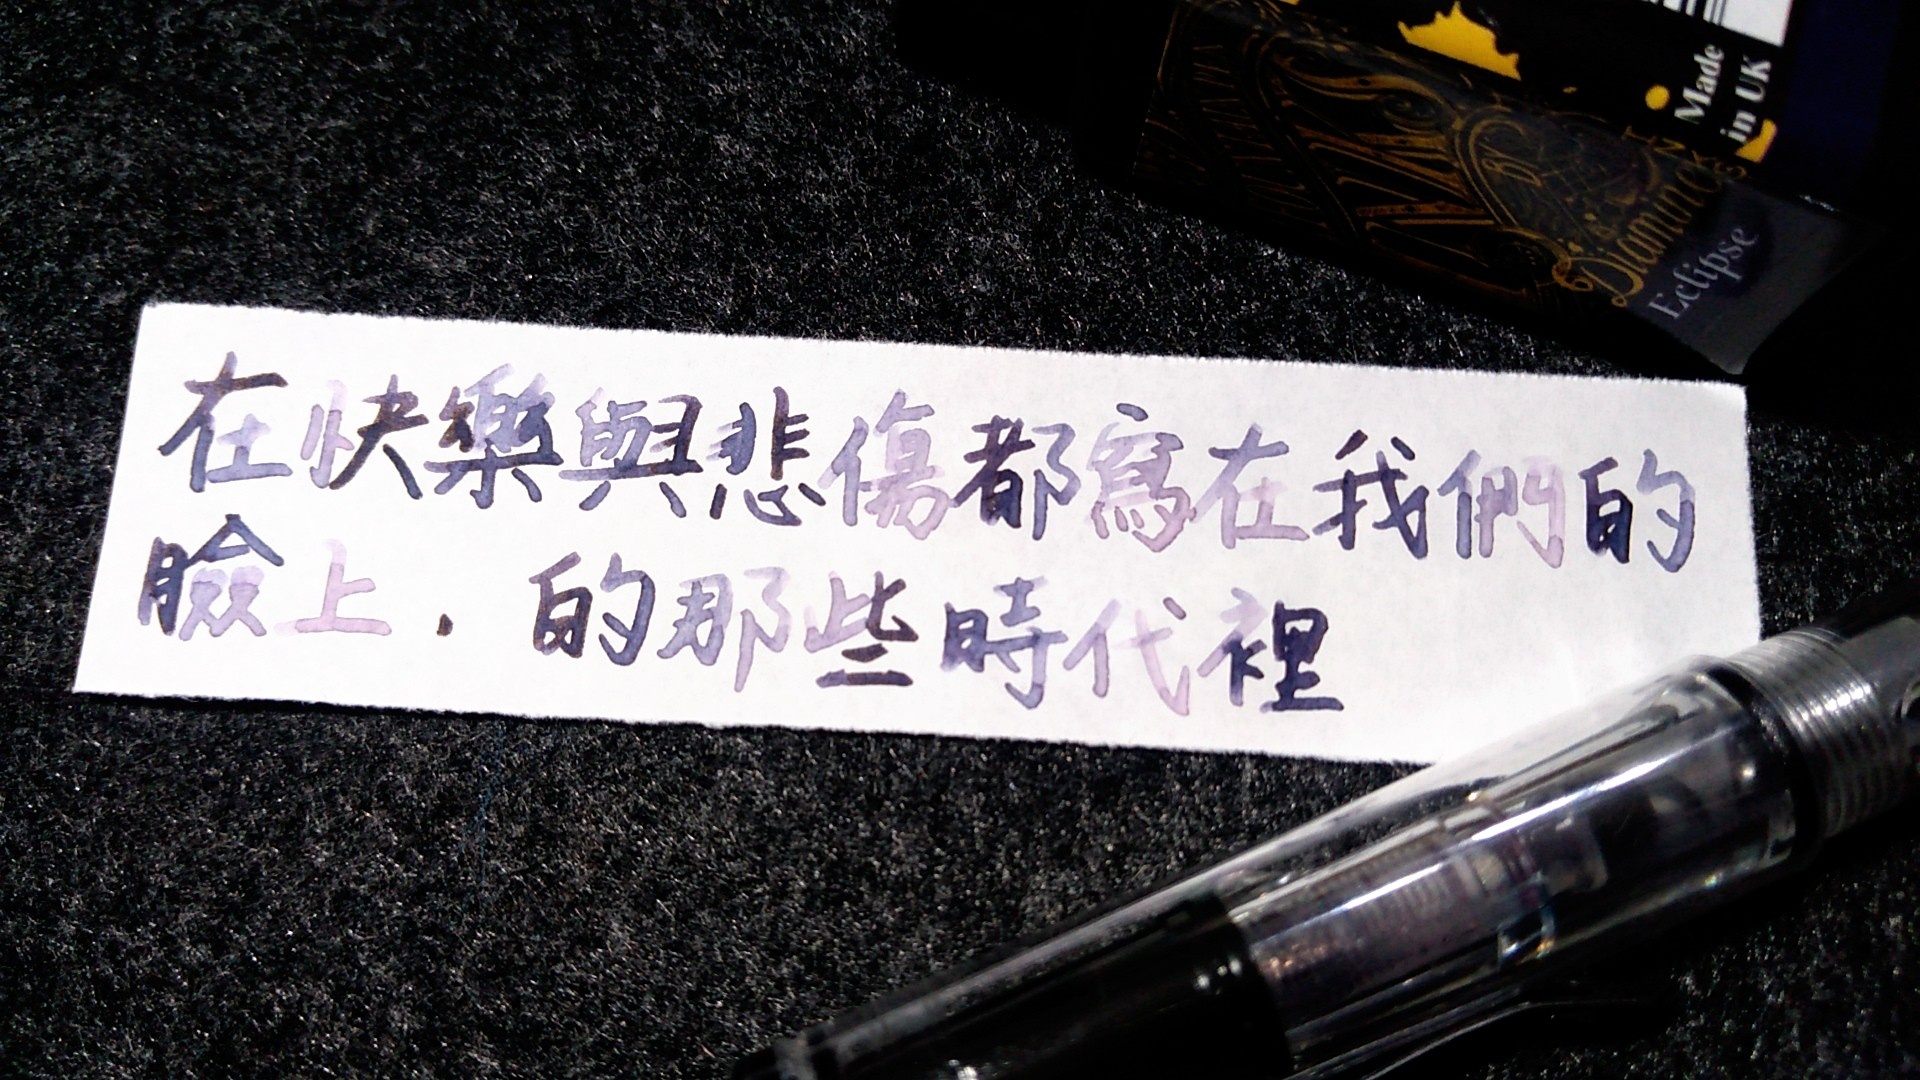 Made
in UK
Diamine
Eclipse
在快樂與悲傷都寫在我們的
臉上.的那些時代裡